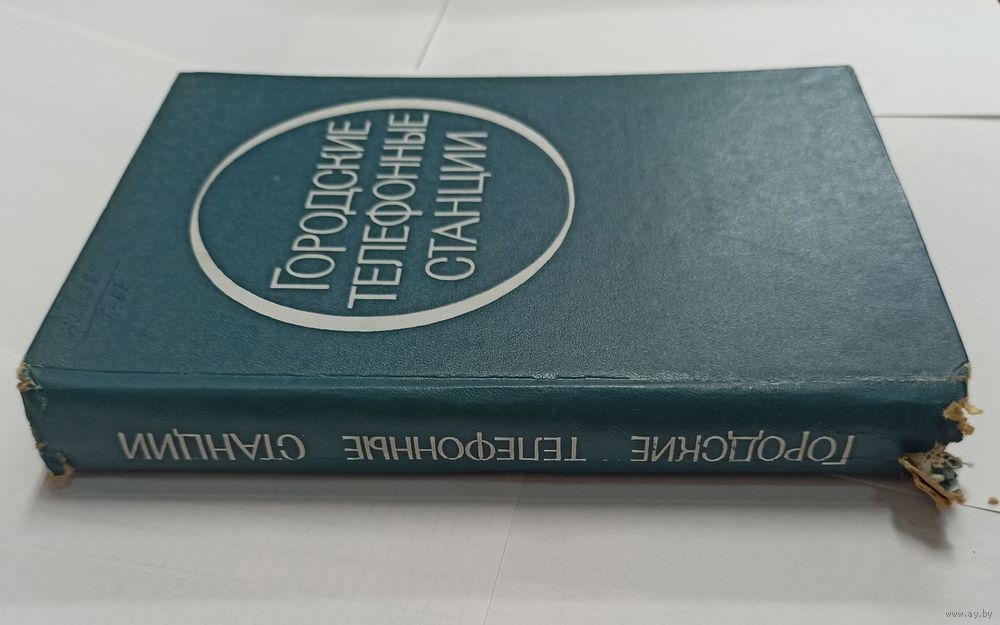 ГОРОДСКИЕ
ТЕЛЕФОННЫЕ
СТАНЦИИ
ГОРОДСКИЕ ТЕЛЕФОННЫЕ СТАНЦИИ
www.ay.by